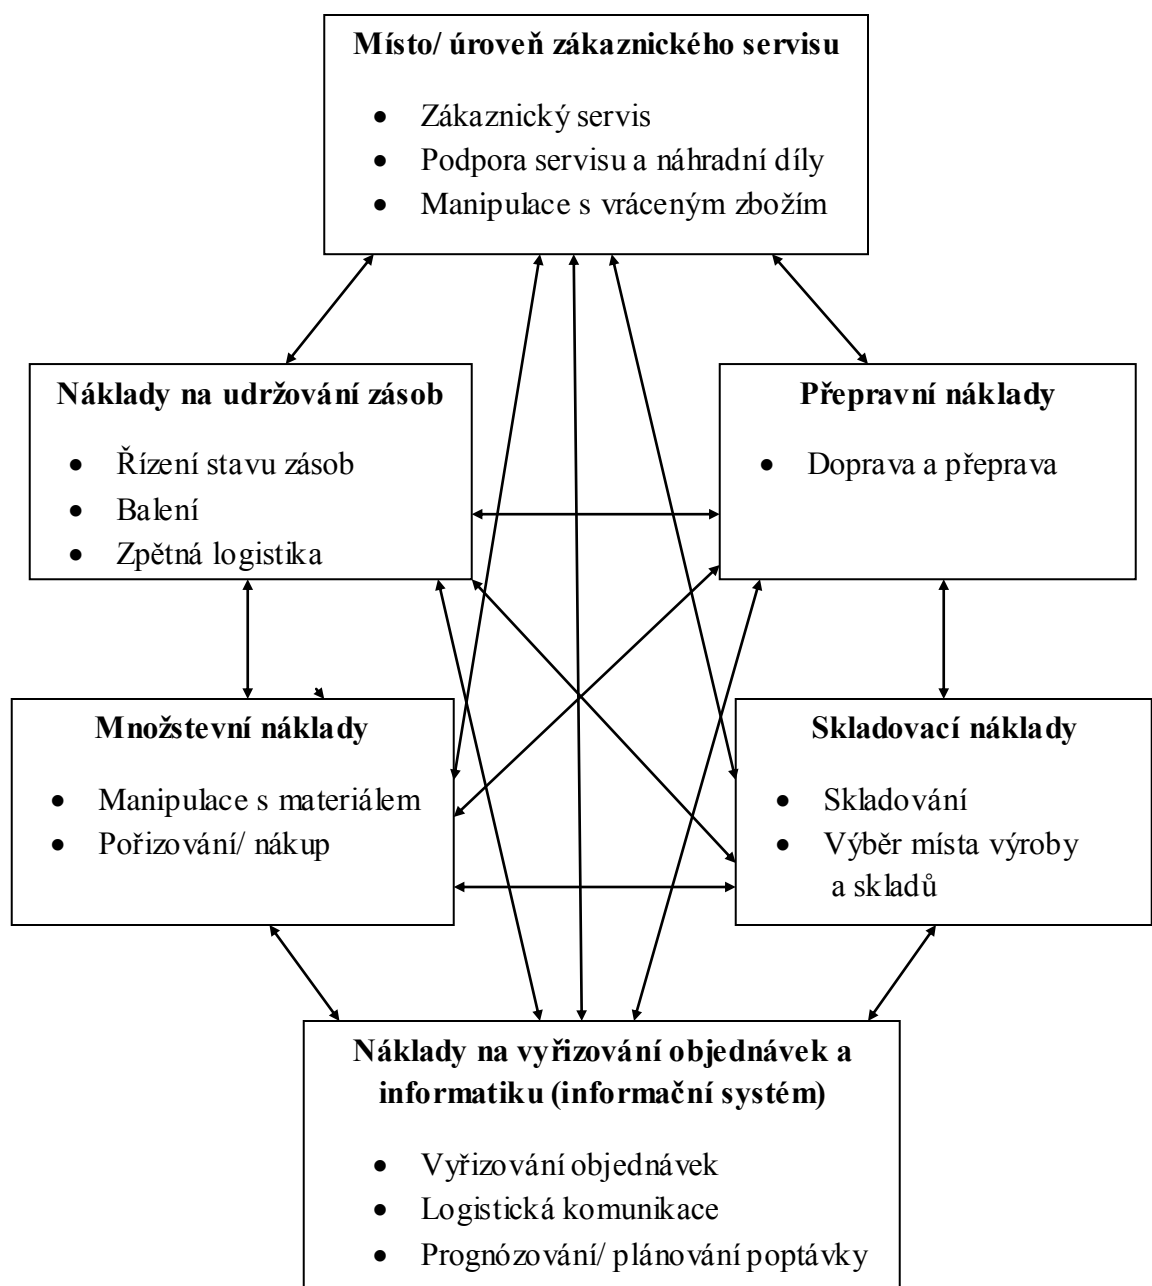 Místo/ úroveň zákaznického servisu
• Zákaznický servis
• Podpora servisu a náhradní díly
• Manipulace s vráceným zbožím
Náklady na udržování zásob
• Řízení stavu zásob
• Balení
• Zpětná logistika
Přepravní náklady
• Doprava a přeprava
Množstevní náklady
• Manipulace s materiálem
• Pořizování/ nákup
Skladovací náklady
• Skladování
• Výběr místa výroby
a skladů
Náklady na vyřizování objednávek a
informatiku (informační systém)
• Vyřizování objednávek
• Logistická komunikace
• Prognózování/ plánování poptávky